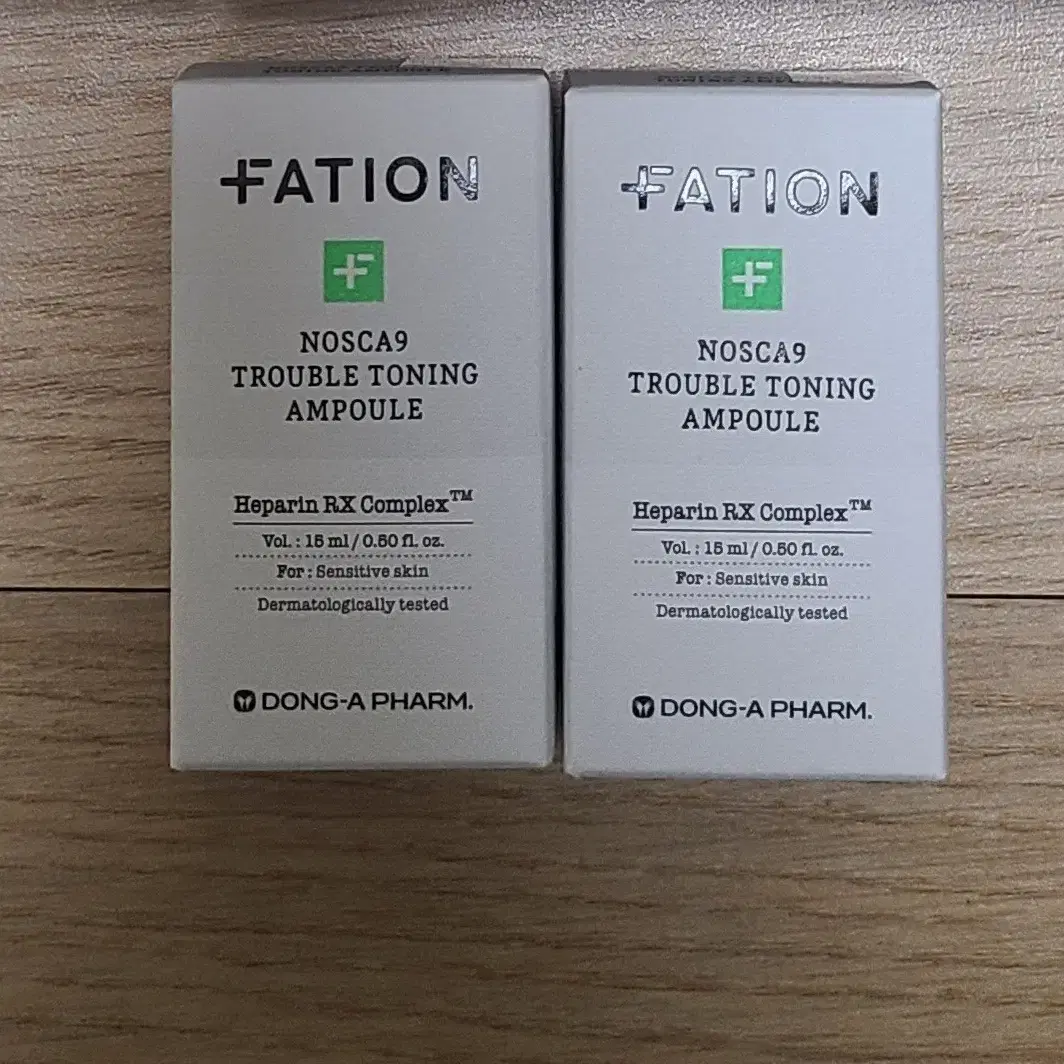 FATION
NOSCA9
TROUBLE TONING
AMPOULE
Heparin RX Complex™
Vol. : 15 ml / 0.50 fl. oz.
For : Sensitive skin
Dermatologically tested
DONG-A PHARM.
FATION
NOSCA9
TROUBLE TONING
AMPOULE
Heparin RX Complex™
Vol. : 15 ml / 0.50 fl. oz.
For : Sensitive skin
Dermatologically tested
DONG-A PHARM.